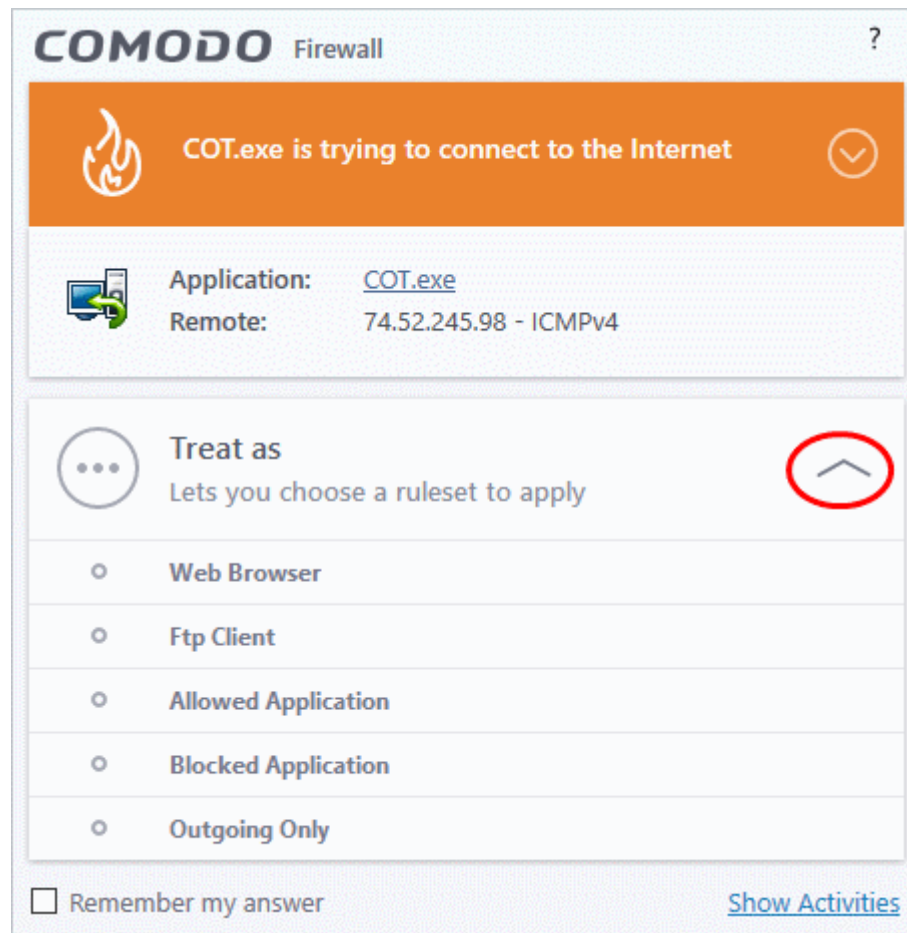 COMODO Firewall ?
COT.exe is trying to connect to the Internet
Application: COT.exe
Remote: 74.52.245.98 - ICMPv4
Treat as
Lets you choose a ruleset to apply
Web Browser
Ftp Client
Allowed Application
Blocked Application
Outgoing Only
Remember my answer Show Activities